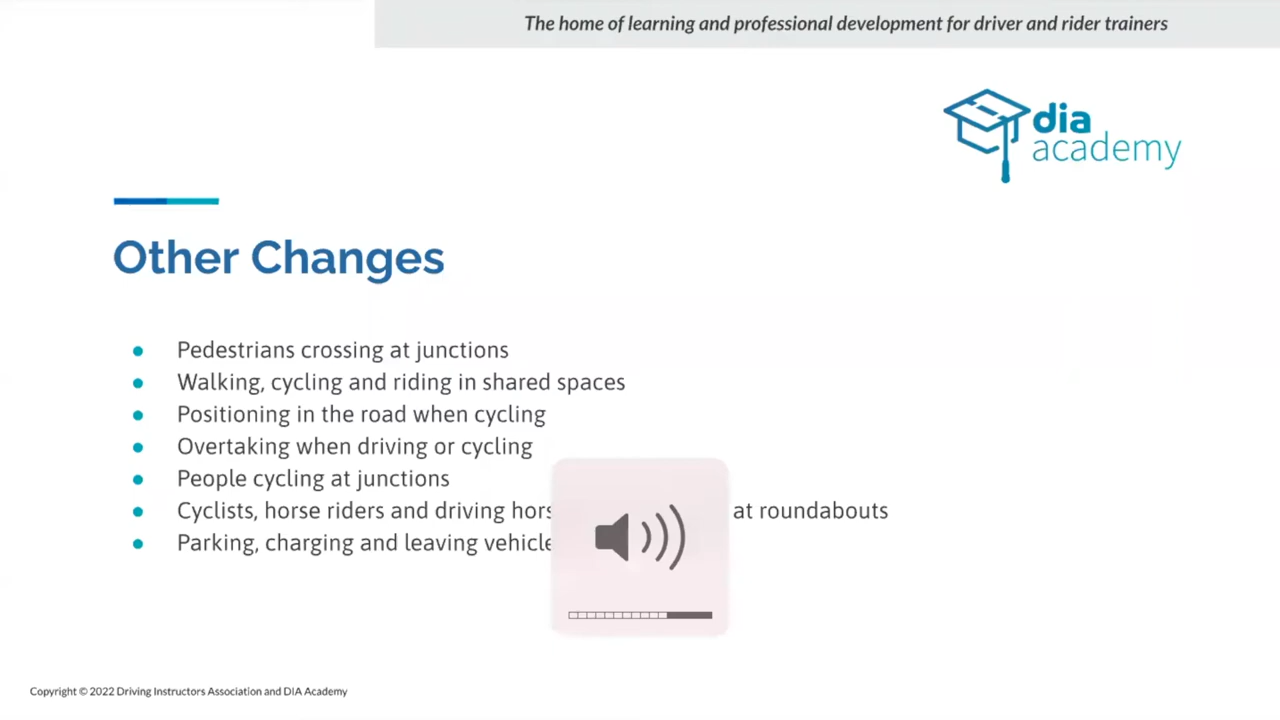 The home of learning and professional development for driver and rider trainers
dia
academy
Other Changes
Pedestrians crossing at junctions
Walking, cycling and riding in shared spaces
Positioning in the road when cycling
Overtaking when driving or cycling
People cycling at junctions
Cyclists, horse riders and driving at roundabouts
Parking, charging and leaving
Copyright © 2022 Driving Instructors Association and DIA Academy